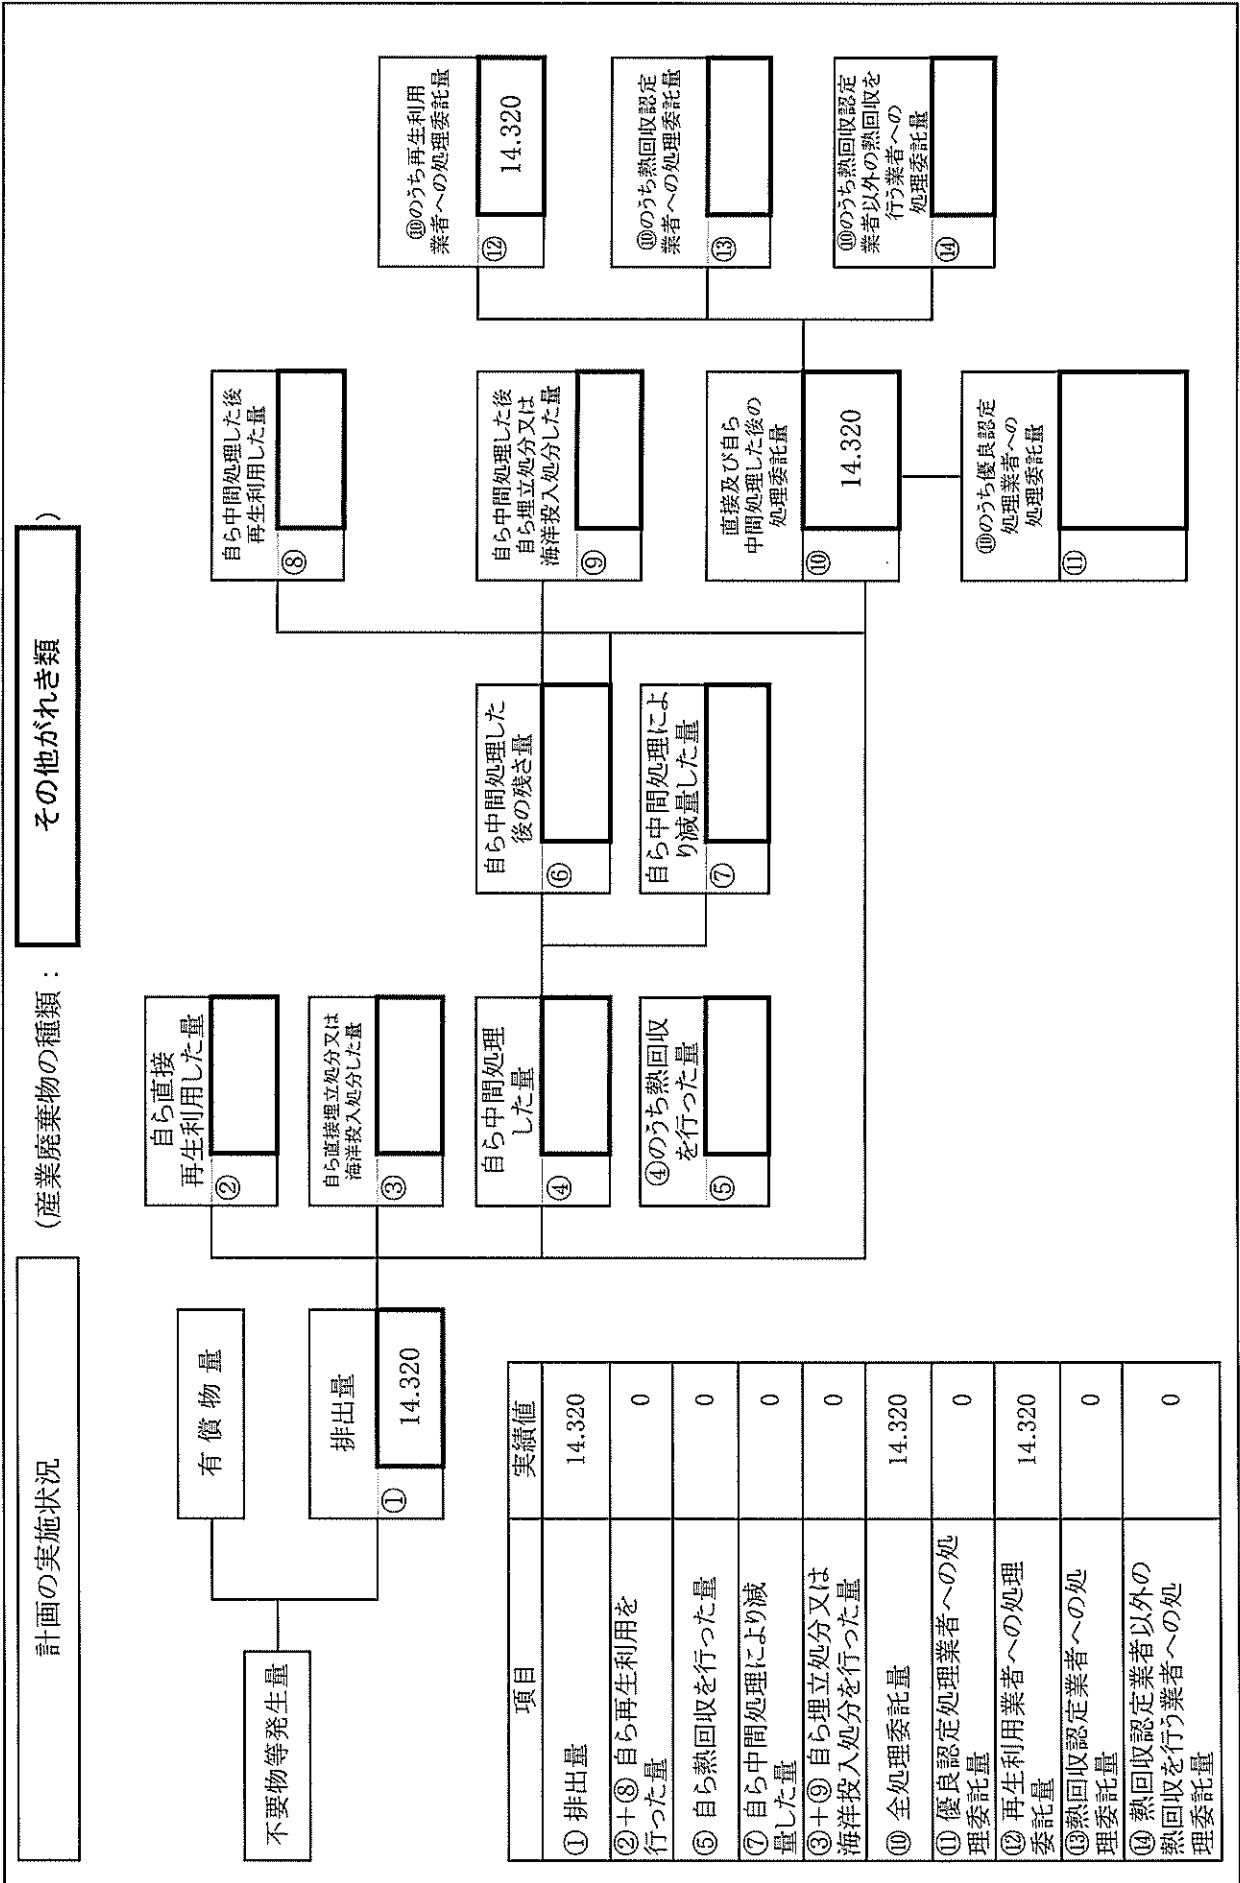 計画の実施状況
（産業廃棄物の種類：
その他がれき類
）
不要物等発生量
有 償 物 量
排出量
①
14.320
自ら直接
再生利用した量
②
自ら直接埋立処分又は
海洋投入処分した量
③
自ら中間処理
した量
④
④のうち熱回収
を行った量
⑤
自ら中間処理した
後の残さ量
⑥
自ら中間処理によ
り減量した量
⑦
自ら中間処理した後
再生利用した量
⑧
自ら中間処理した後
自ら埋立処分又は
海洋投入処分した量
⑨
直接及び自ら
中間処理した後の
処理委託量
⑩
14.320
⑩のうち優良認定
処理業者への
処理委託量
⑪
⑩のうち再生利用
業者への処理委託量
⑫
14.320
⑩のうち熱回収認定
業者への処理委託量
⑬
⑩のうち熱回収認定
業者以外の熱回収を
行う業者への
処理委託量
⑭
項目
実績値
① 排出量
14.320
②＋⑧ 自ら再生利用を
行った量
0
⑤ 自ら熱回収を行った量
0
⑦ 自ら中間処理により減
量した量
0
③＋⑨ 自ら埋立処分又は
海洋投入処分を行った量
0
⑩ 全処理委託量
14.320
⑪ 優良認定処理業者への処
理委託量
0
⑫ 再生利用業者への処理
委託量
14.320
⑬熱回収認定業者への処
理委託量
0
⑭ 熱回収認定業者以外の
熱回収を行う業者への処
理委託量
0